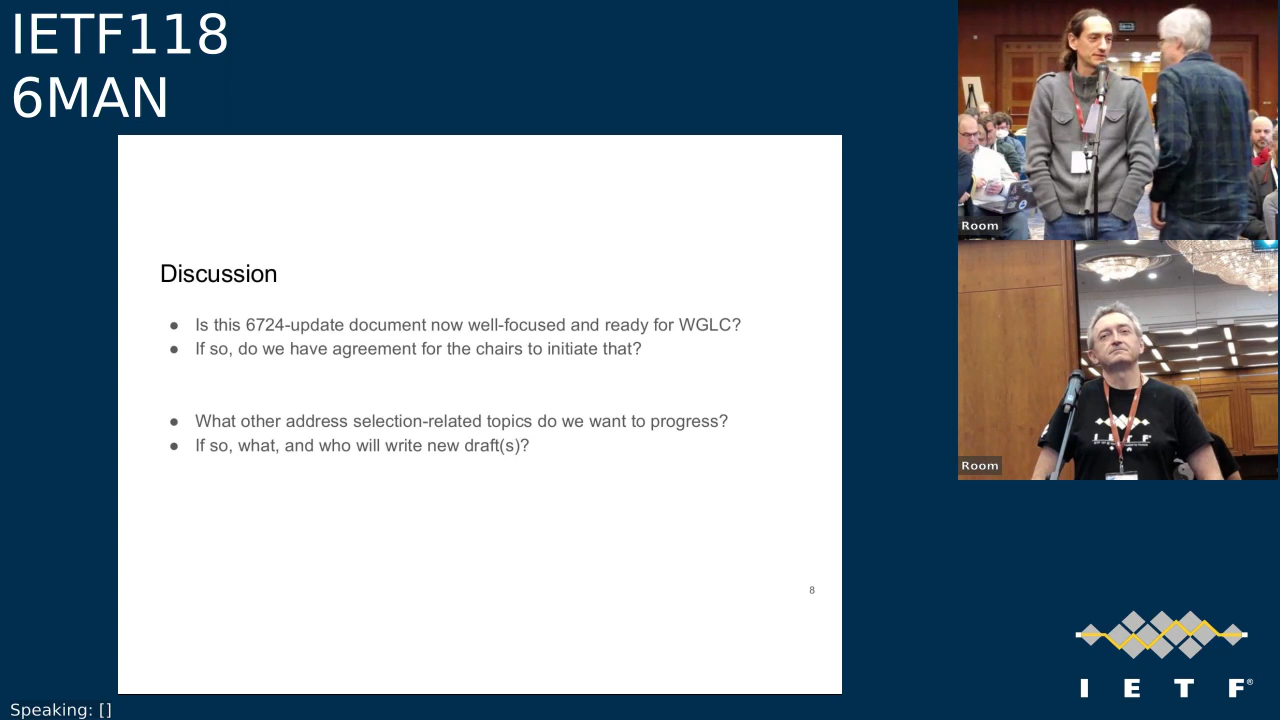 IETF118
6MAN
Discussion
● Is this 6724-update document now well-focused and ready for WGLC?
● If so, do we have agreement for the chairs to initiate that?
● What other address selection-related topics do we want to progress?
● If so, what, and who will write new draft(s)?
8
Room
Room
I E T F
I E T F®
Speaking: []